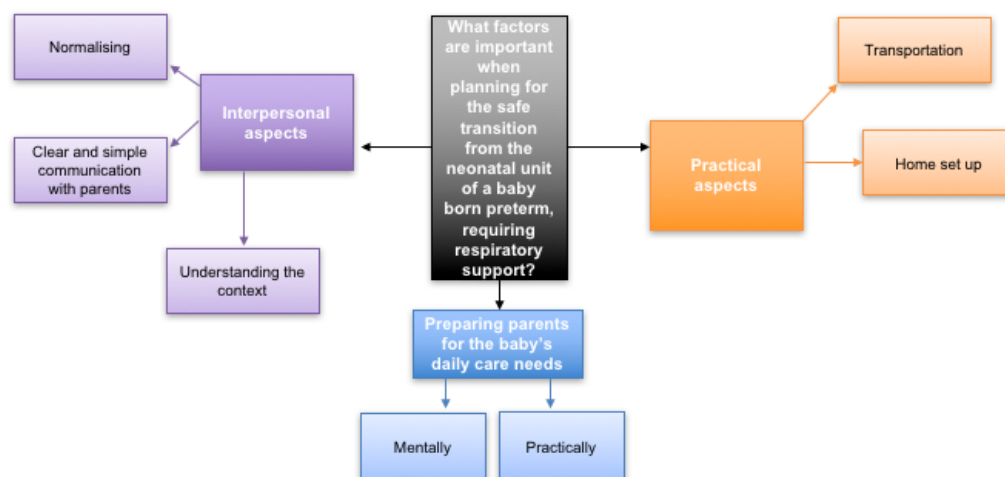 Normalising
Interpersonal
aspects
Clear and simple
communication
with parents
Understanding the
context
What factors
are important
when
planning for
the safe
transition
from the
neonatal unit
of a baby
born preterm,
requiring
respiratory
support?
Transportation
Practical
aspects
Home set up
Preparing parents
for the baby's
daily care needs
Mentally
Practically